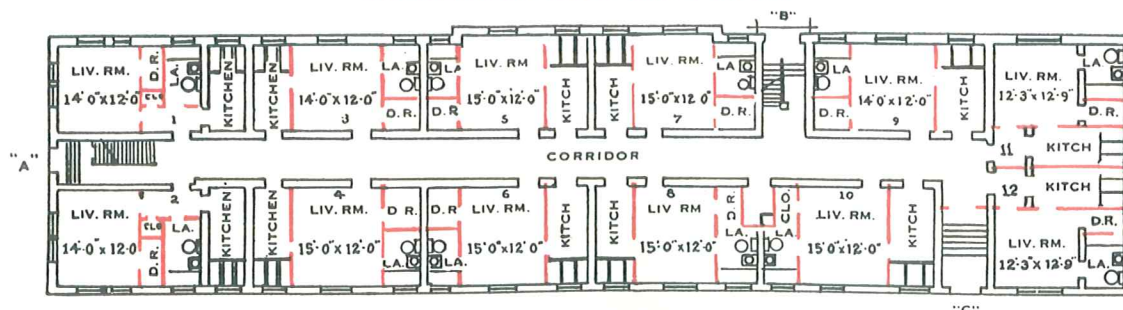 "B"
LIV. RM.
14'·0"X12'·0"
D.R.
CLO
LA.
1
KITCHEN
KITCHEN
LIV. RM.
14'·0"X12'·0"
3
LA.
D.R.
LA
D.R
LIV. RM
15'·0"X12'·0"
5
KITCH
KITCH
LIV. RM.
15'·0"X12'0"
7
LA
D.R.
LA
D.R.
LIV. RM.
14'·0"X12'·0"
9
KITCH
LIV. RM.
12'·3"X12'·9"
LA
D.R.
11
KITCH
"A"
CORRIDOR
12
KITCH
LIV. RM.
14'·0"X12'·0
2
CLO
D.R.
LA.
KITCHEN
KITCHEN
4
LIV. RM.
15'·0"X12'·0"
D.R.
LA.
D.R
LA
6
LIV. RM.
15'0"X12'·0"
KITCH
KITCH
8
LIV. RM
15'·0"X12'·0"
D.R.
LA.
CLO.
LA
10
LIV. RM.
15'·0"X12'·0"
KITCH
D.R.
LIV. RM.
12'·3"X12'·9"
LA.
"C"